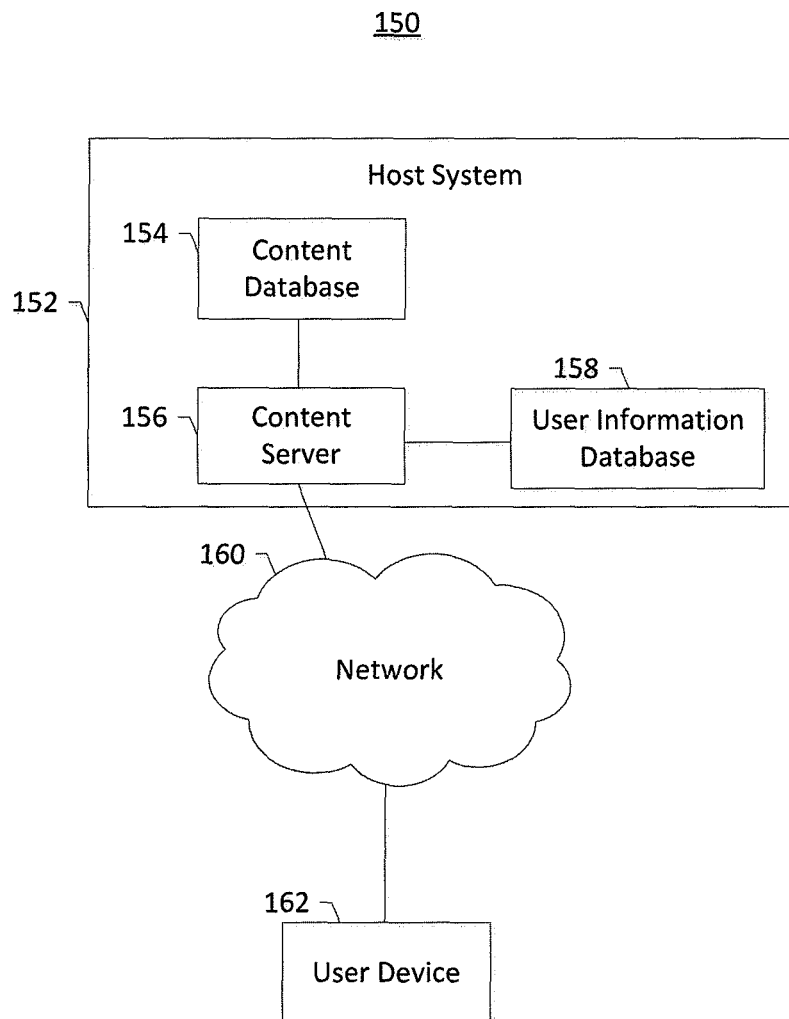 150
Host System
154
Content
Database
152
158
156
Content
Server
User Information
Database
160
Network
162
User Device